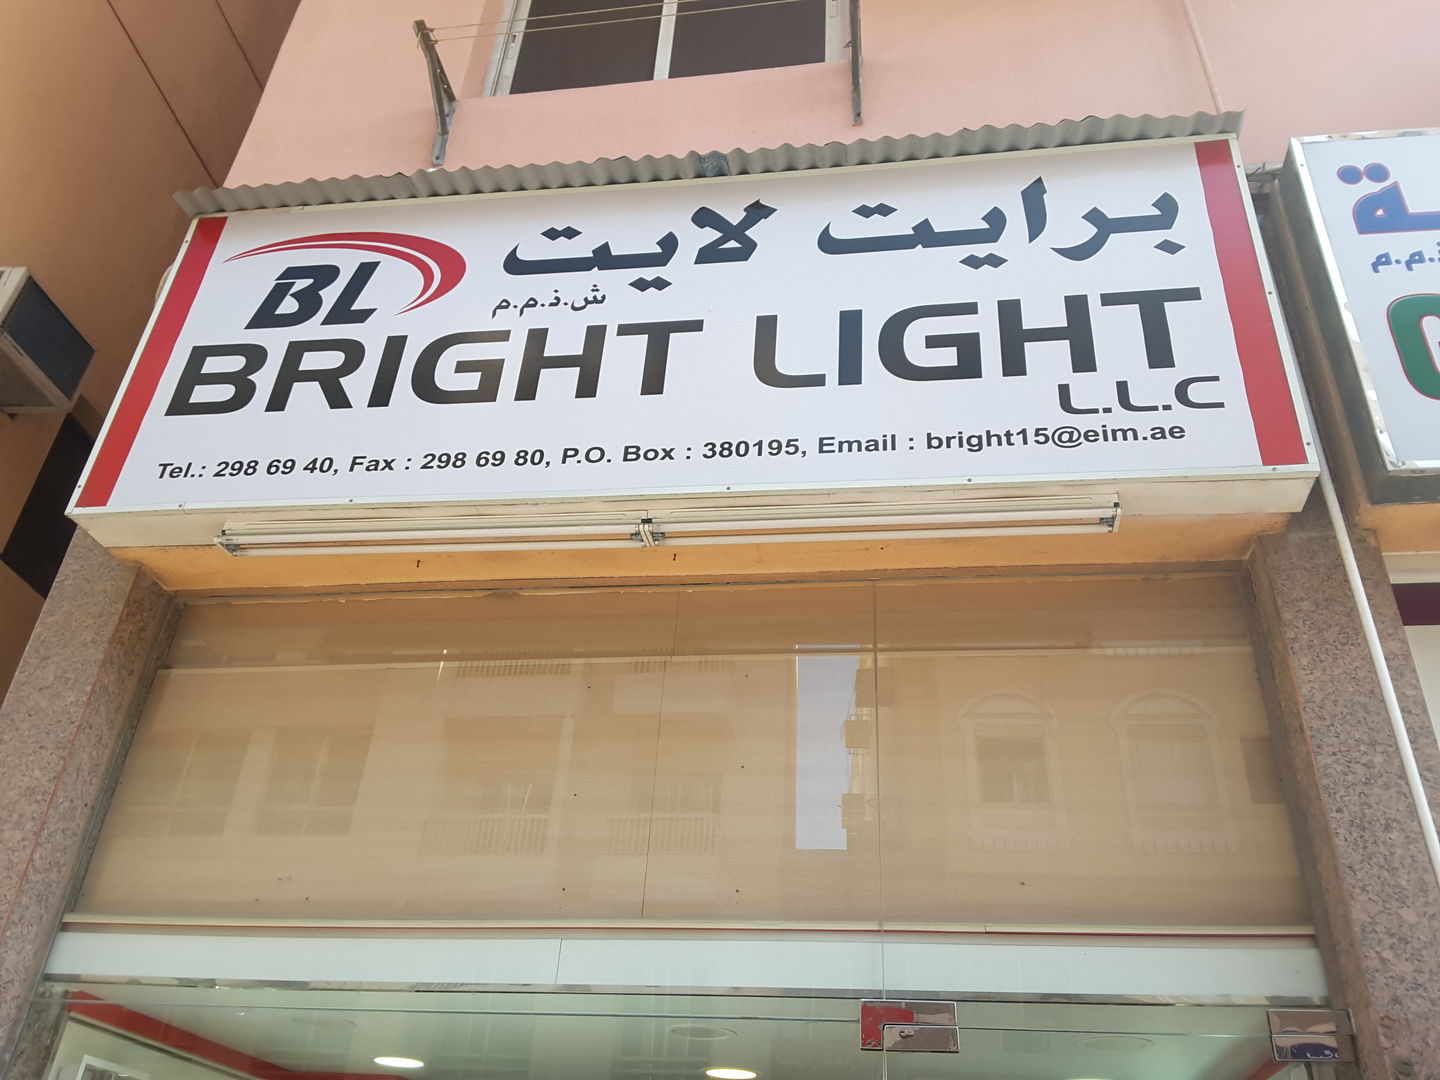 برايت لايت
ش.ذ.م.م
BL
BRIGHT LIGHT
L.L.C
Tel.: 298 69 40, Fax : 298 69 80, P.O. Box : 380195, Email : bright15@eim.ae
ذ.م.م